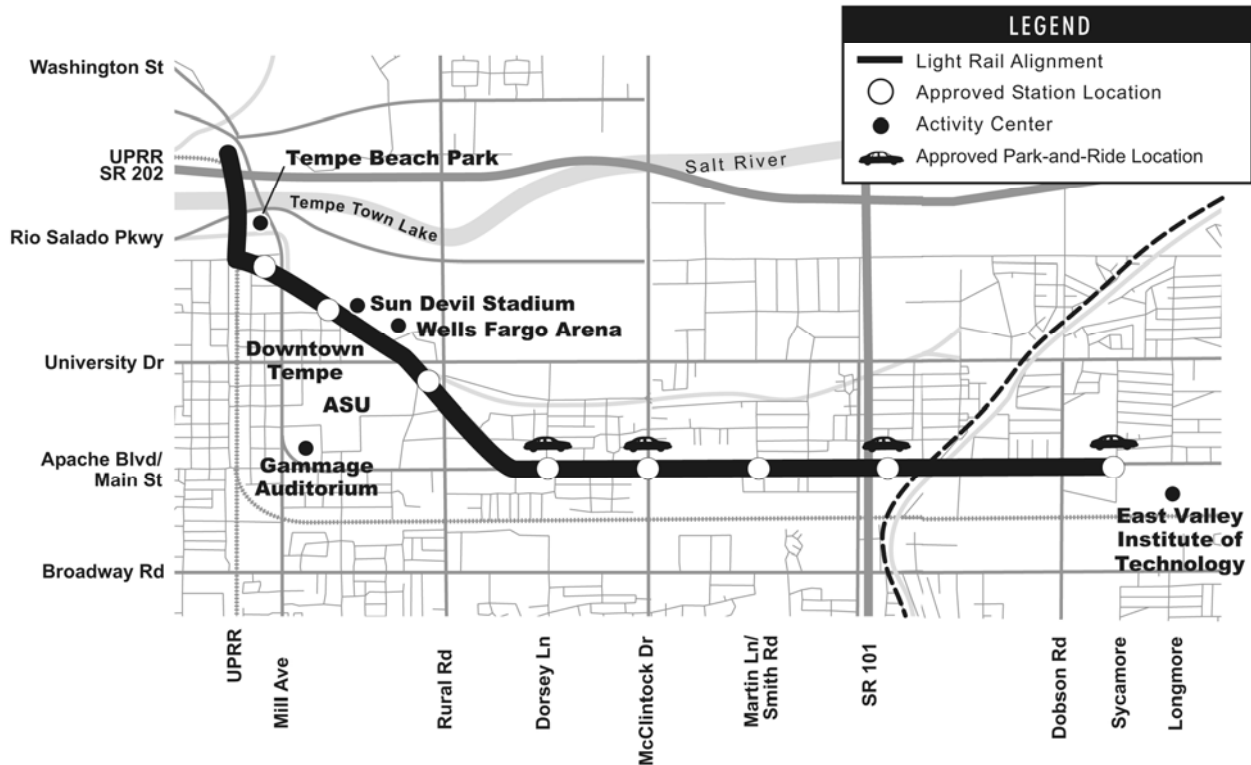 LEGEND
Light Rail Alignment
Approved Station Location
Activity Center
Approved Park-and-Ride Location
Washington St
UPRR
SR 202
Rio Salado Pkwy
University Dr
Apache Blvd/
Main St
Broadway Rd
Tempe Beach Park
Salt River
Tempe Town Lake
Sun Devil Stadium
Wells Fargo Arena
Downtown
Tempe
ASU
Gammage
Auditorium
East Valley
Institute of
Technology
UPRR
Mill Ave
Rural Rd
Dorsey Ln
McClintock Dr
Martin Ln/
Smith Rd
SR 101
Dobson Rd
Sycamore
Longmore